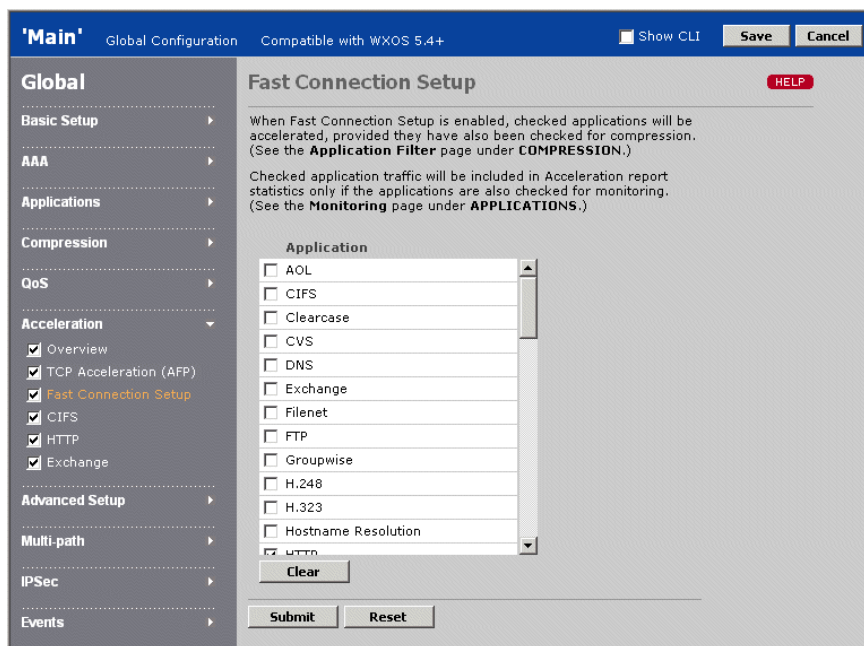 'Main' Global Configuration Compatible with WXOS 5.4+ Show CLI Save Cancel
Global
Basic Setup
AAA
Applications
Compression
QoS
Acceleration
Overview
TCP Acceleration (AFP)
Fast Connection Setup
CIFS
HTTP
Exchange
Advanced Setup
Multi-path
IPSec
Events
Fast Connection Setup HELP
When Fast Connection Setup is enabled, checked applications will be
accelerated, provided they have also been checked for compression.
(See the Application Filter page under COMPRESSION.)
Checked application traffic will be included in Acceleration report
statistics only if the applications are also checked for monitoring.
(See the Monitoring page under APPLICATIONS.)
Application
AOL
CIFS
Clearcase
CVS
DNS
Exchange
Filenet
FTP
Groupwise
H.248
H.323
Hostname Resolution
HTTP
Clear
Submit Reset